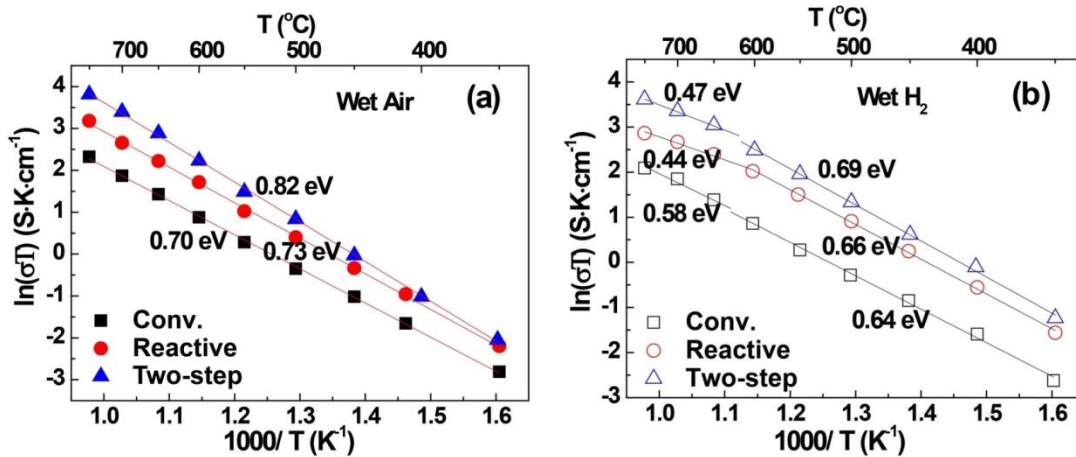 T (°C)
700 600 500 400
4
3
2
1
0
-1
-2
-3
ln(σT) (S·K·cm⁻¹)
Wet Air
(a)
0.82 eV
0.70 eV
0.73 eV
Conv.
Reactive
Two-step
1.0 1.1 1.2 1.3 1.4 1.5 1.6
1000/ T (K⁻¹)
T (°C)
700 600 500 400
4
3
2
1
0
-1
-2
-3
ln(σT) (S·K·cm⁻¹)
0.47 eV
Wet H₂
(b)
0.44 eV
0.69 eV
0.58 eV
0.66 eV
0.64 eV
Conv.
Reactive
Two-step
1.0 1.1 1.2 1.3 1.4 1.5 1.6
1000/ T (K⁻¹)